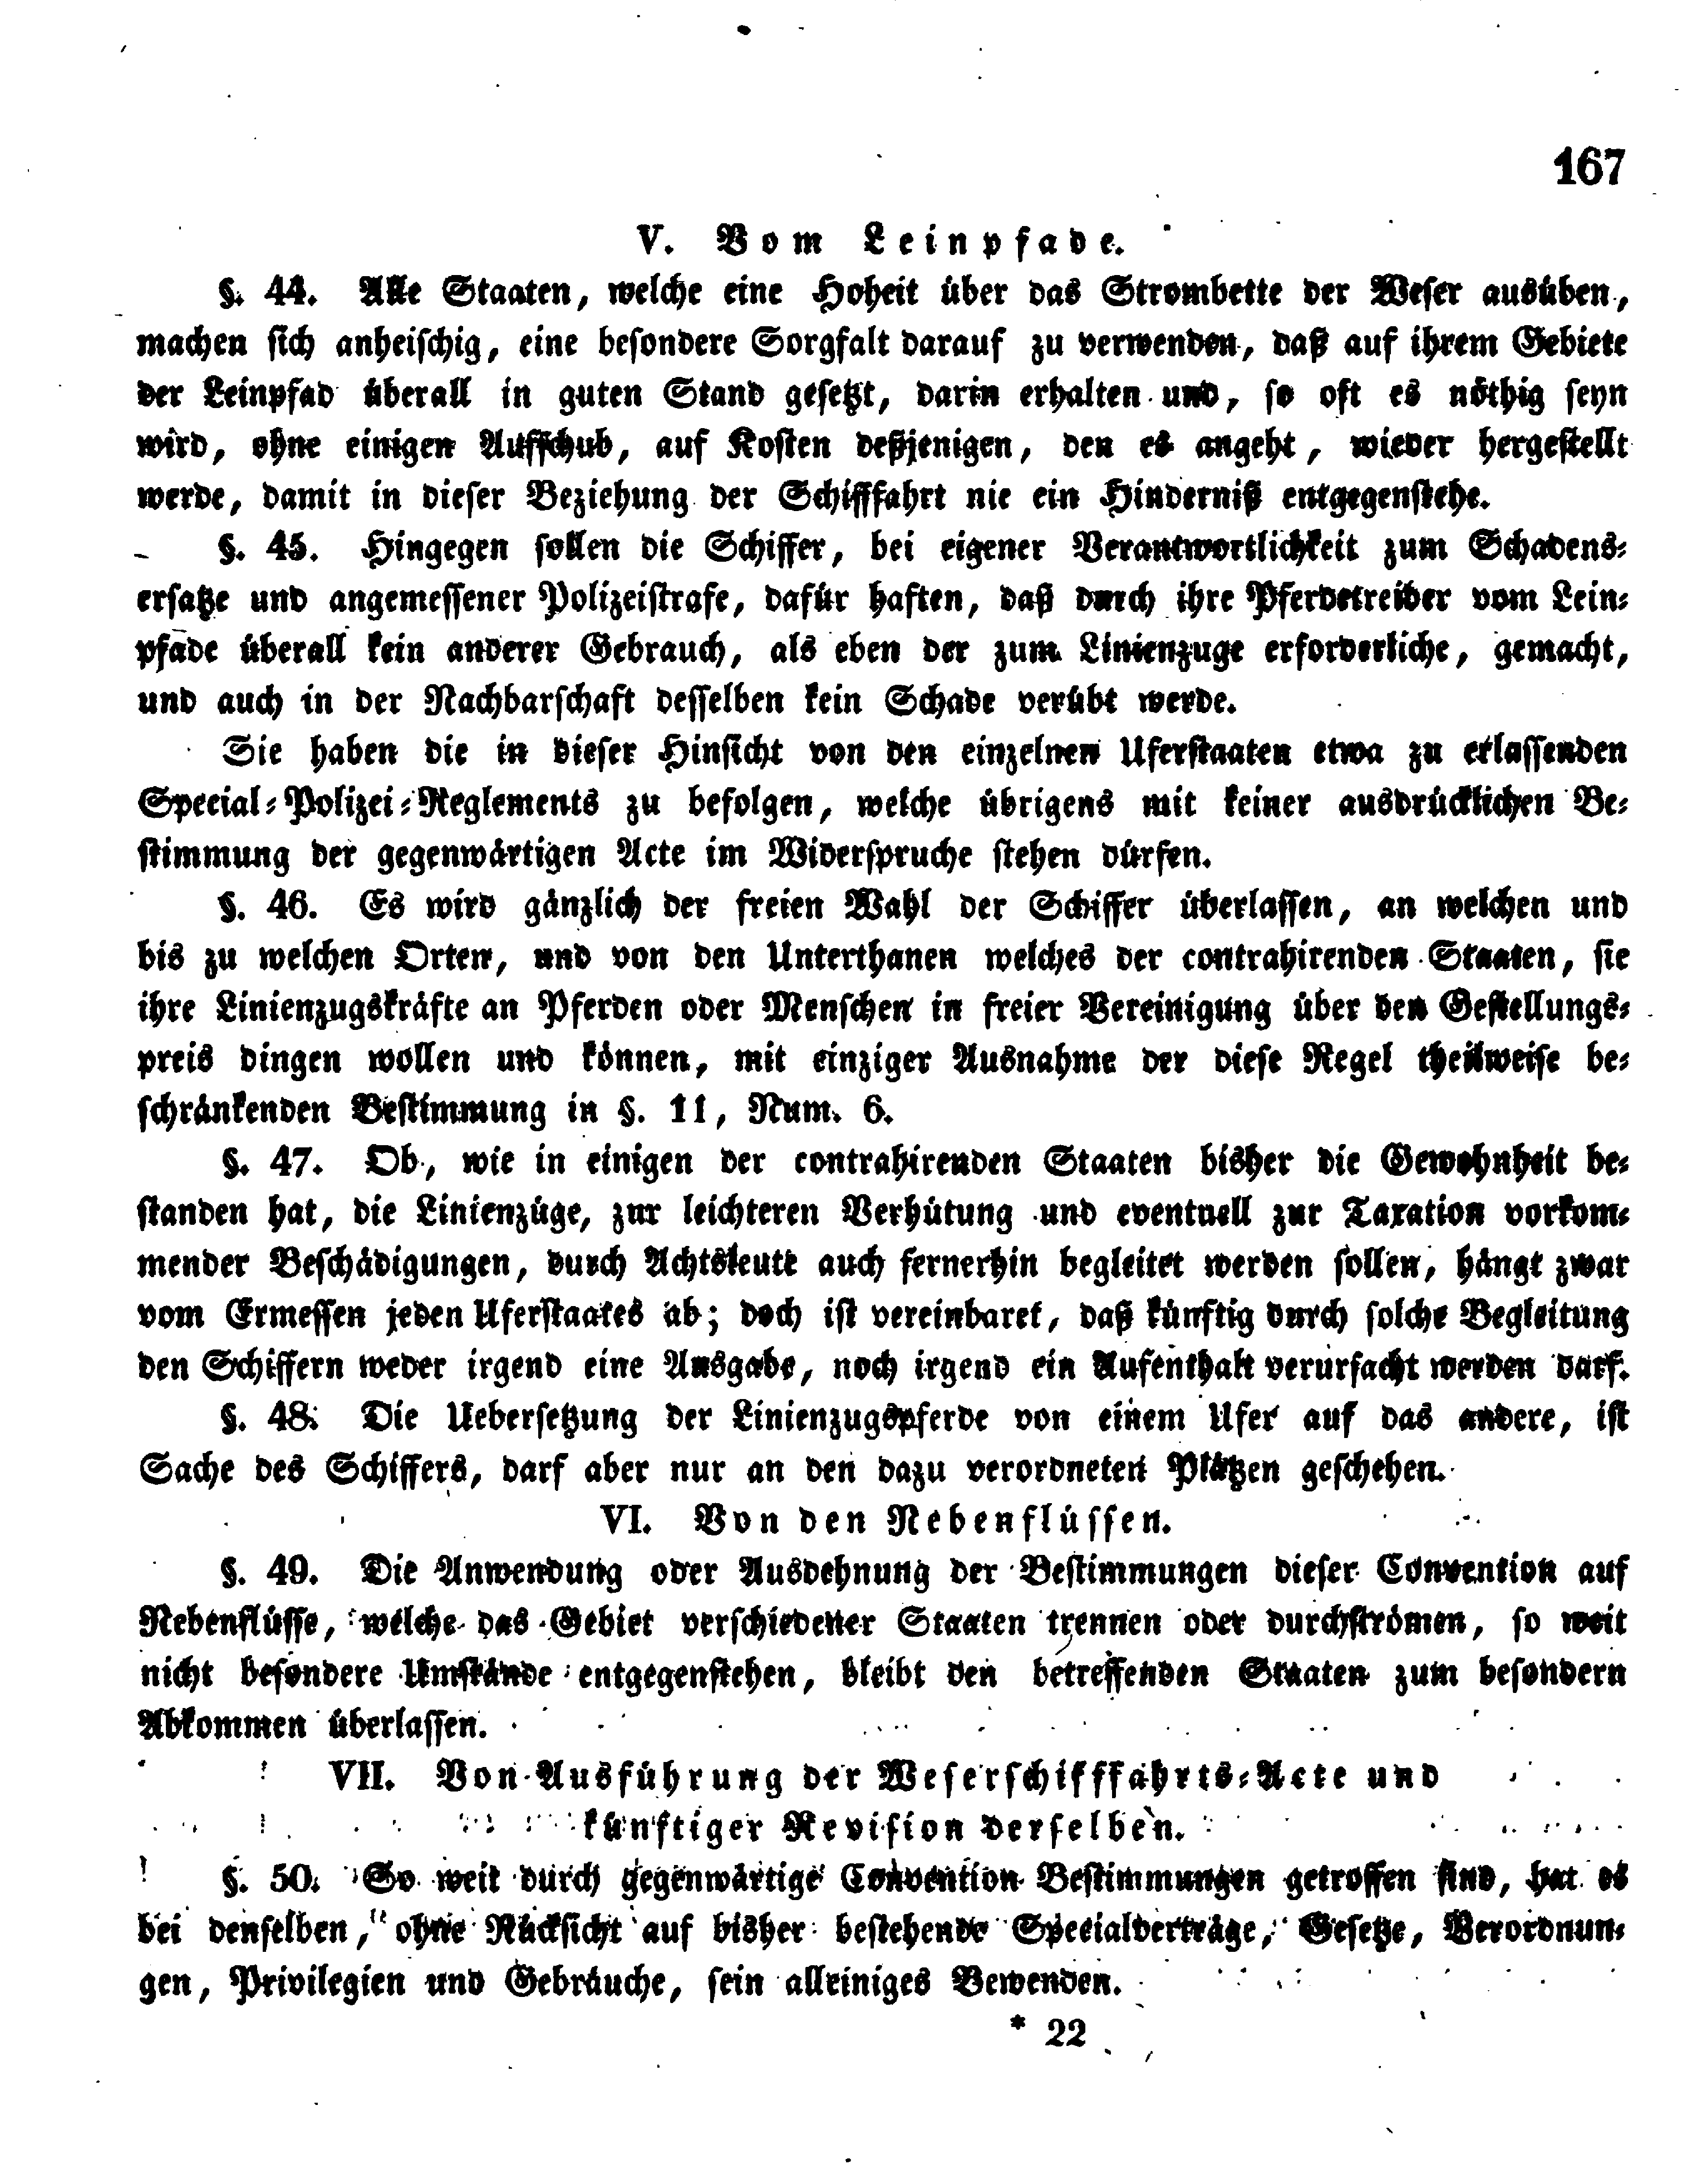 167
V. Vom Leinpfade.
§. 44. Alle Staaten, welche eine Hoheit über das Strombette der Weser ausüben,
machen sich anheischig, eine besondere Sorgfalt darauf zu verwenden, daß auf ihrem Gebiete
der Leinpfad überall in guten Stand gesetzt, darin erhalten und, so oft es nöthig seyn
wird, ohne einigen Aufschub, auf Kosten deßjenigen, den es angeht, wieder hergestellt
werde, damit in dieser Beziehung der Schifffahrt nie ein Hinderniß entgegenstehe.
§. 45. Hingegen sollen die Schiffer, bei eigener Verantwortlichkeit zum Schadens-
ersatze und angemessener Polizeistrafe, dafür haften, daß durch ihre Pferdetreiber vom Lein-
pfade überall kein anderer Gebrauch, als eben der zum Linienzuge erforderliche, gemacht,
und auch in der Nachbarschaft desselben kein Schade verübt werde.
Sie haben die in dieser Hinsicht von den einzelnen Uferstaaten etwa zu erlassenden
Special-Polizei-Reglements zu befolgen, welche übrigens mit keiner ausdrücklichen Be-
stimmung der gegenwärtigen Acte im Widerspruche stehen dürfen.
§. 46. Es wird gänzlich der freien Wahl der Schiffer überlassen, an welchen und
bis zu welchen Orten, und von den Unterthanen welches der contrahirenden Staaten, sie
ihre Linienzugskräfte an Pferden oder Menschen in freier Vereinigung über den Gestellungs-
preis dingen wollen und können, mit einziger Ausnahme der diese Regel theilweise be-
schränkenden Bestimmung in §. 11, Num. 6.
§. 47. Ob, wie in einigen der contrahirenden Staaten bisher die Gewohnheit be-
standen hat, die Linienzüge, zur leichteren Verhütung und eventuell zur Taxation vorkom-
mender Beschädigungen, durch Achtsleute auch fernerhin begleitet werden sollen, hängt zwar
vom Ermessen jeden Uferstaates ab; doch ist vereinbaret, daß künftig durch solche Begleitung
den Schiffern weder irgend eine Ausgabe, noch irgend ein Aufenthalt verursacht werden darf.
§. 48. Die Uebersetzung der Linienzugspferde von einem Ufer auf das andere, ist
Sache des Schiffers, darf aber nur an den dazu verordneten Plätzen geschehen.
VI. Von den Nebenflüssen.
§. 49. Die Anwendung oder Ausdehnung der Bestimmungen dieser Convention auf
Nebenflüsse, welche das Gebiet verschiedener Staaten trennen oder durchströmen, so weit
nicht besondere Umstände entgegenstehen, bleibt den betreffenden Staaten zum besondern
Abkommen überlassen.
VII. Von Ausführung der Weserschifffahrts-Acte und
künftiger Revision derselben.
§. 50. So weit durch gegenwärtige Convention Bestimmungen getroffen sind, hat es
bei denselben, ohne Rücksicht auf bisher bestehende Specialverträge, Gesetze, Verordnun-
gen, Privilegien und Gebräuche, sein alleiniges Bewenden.
* 22